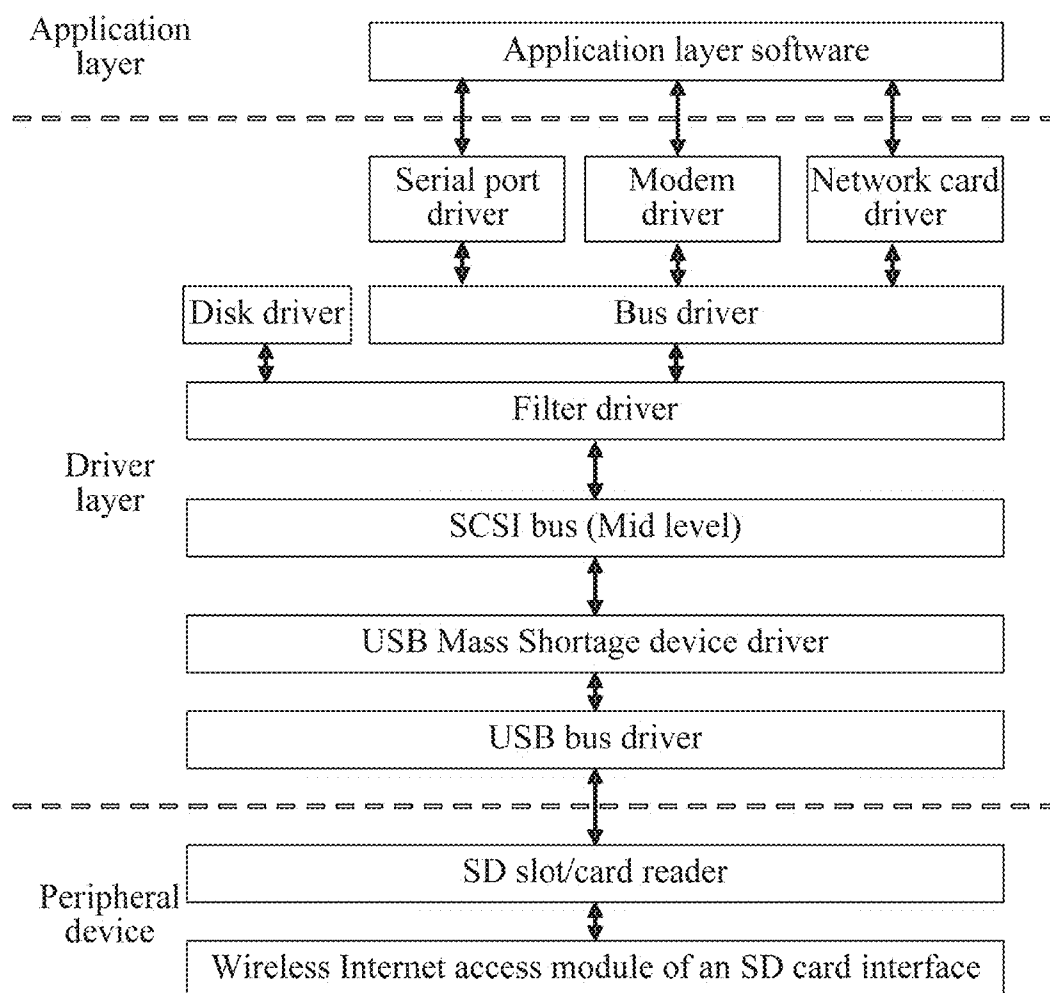 Application
layer
Application layer software
Serial port
driver
Modem
driver
Network card
driver
Disk driver
Bus driver
Filter driver
Driver
layer
SCSI bus (Mid level)
USB Mass Shortage device driver
USB bus driver
SD slot/card reader
Peripheral
device
Wireless Internet access module of an SD card interface